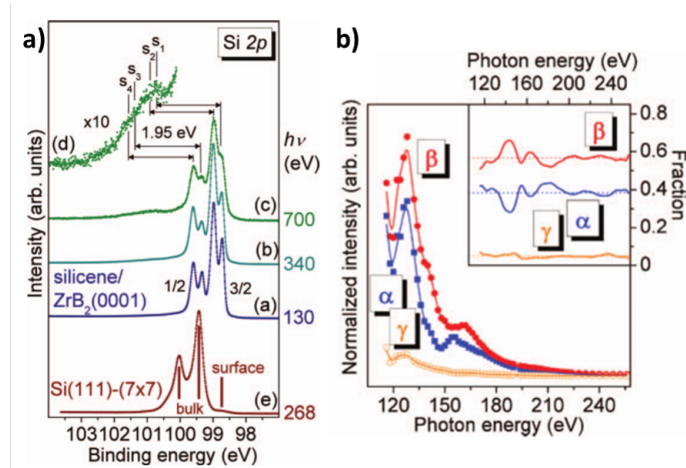 a)
Si 2p
S₂ S₁
S₄ S₃
x10
(d)
1.95 eV
hν
(eV)
(c)
700
(b)
340
silicene/
ZrB₂(0001)
1/2
3/2
(a)
130
Si(111)-(7x7)
surface
bulk
(e)
268
103 102 101 100 99 98
Binding energy (eV)
Intensity (arb. units)
b)
Photon energy (eV)
120 160 200 240
0.8
0.6
0.4
0.2
0
Fraction
β
γ
α
β
α
γ
Normalized intensity (arb. units)
120 150 180 210 240
Photon energy (eV)